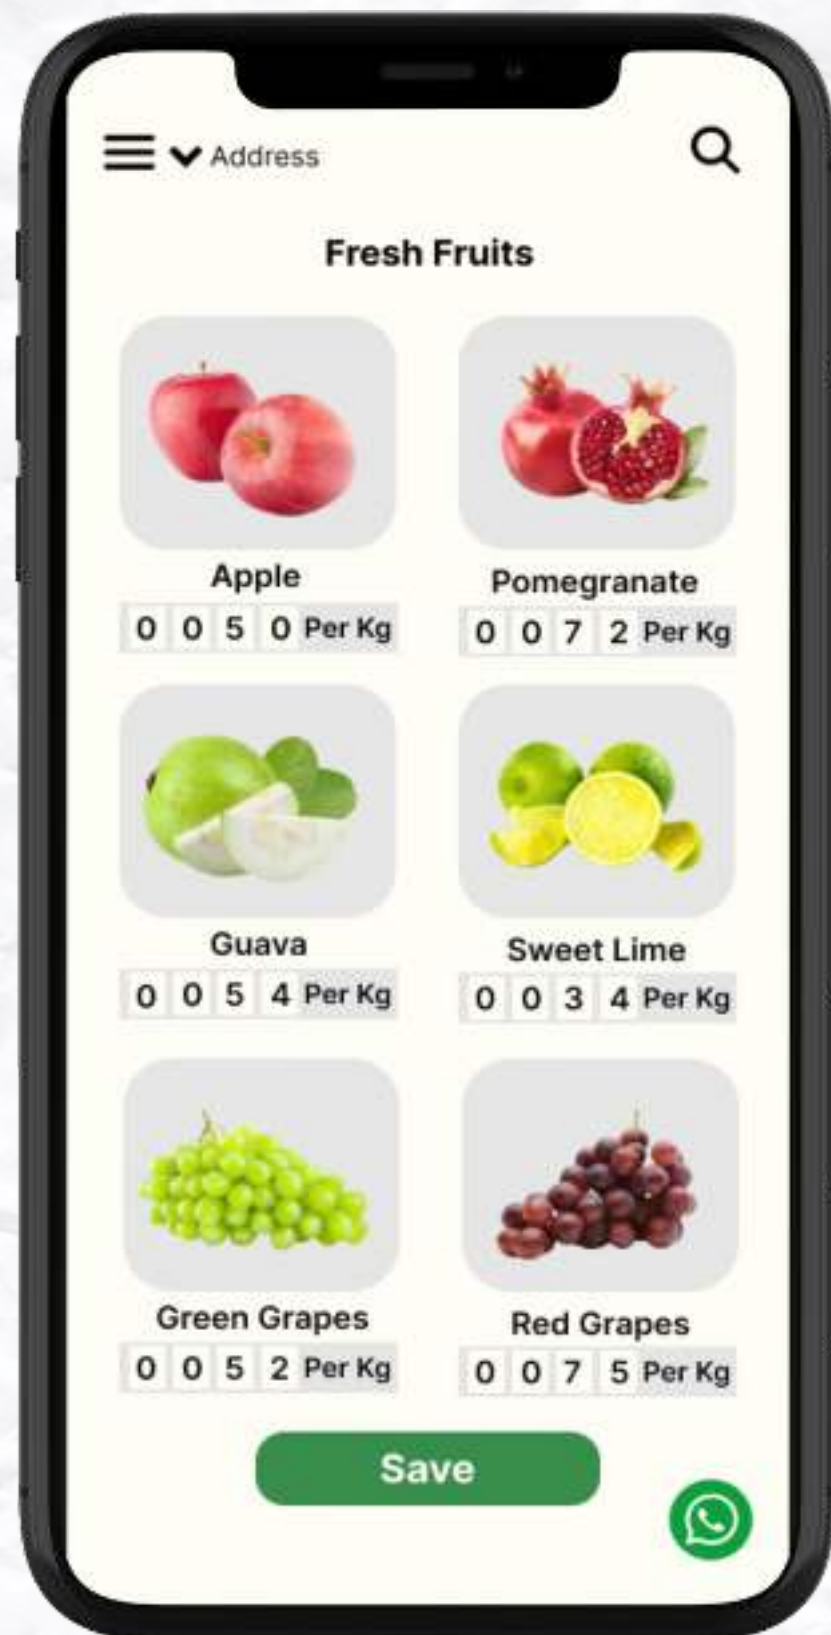 Address
Fresh Fruits
Apple
0 0 5 0 Per Kg
Pomegranate
0 0 7 2 Per Kg
Guava
0 0 5 4 Per Kg
Sweet Lime
0 0 3 4 Per Kg
Green Grapes
0 0 5 2 Per Kg
Red Grapes
0 0 7 5 Per Kg
Save